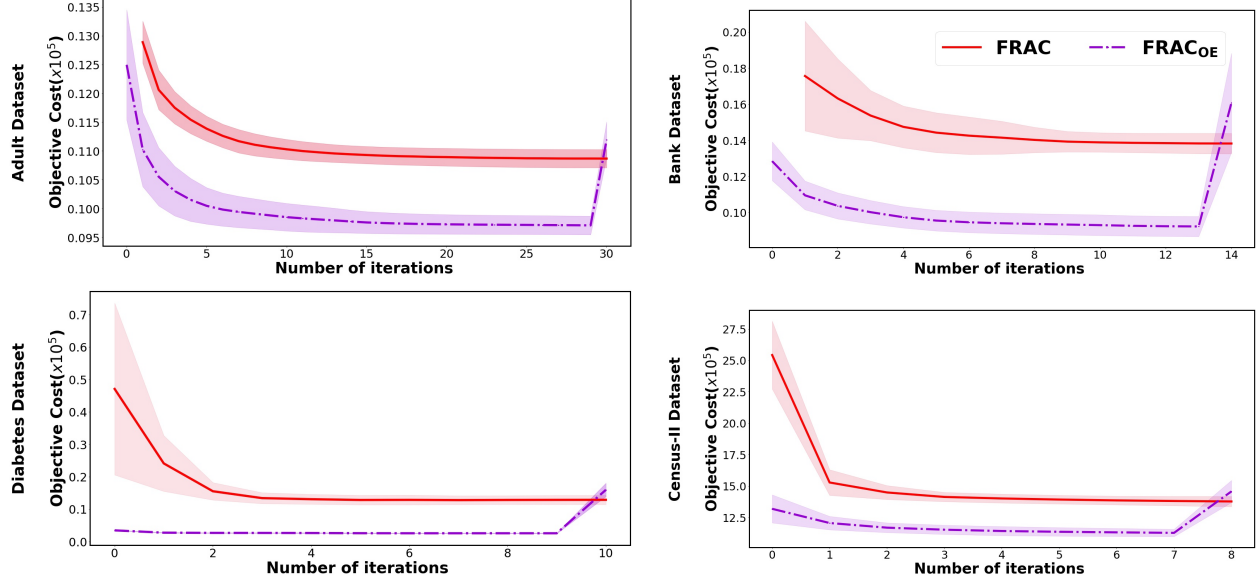 Adult Dataset
Objective Cost(x10^5)
0.135
0.130
0.125
0.120
0.115
0.110
0.105
0.100
0.095
0 5 10 15 20 25 30
Number of iterations
Bank Dataset
Objective Cost(x10^5)
0.20
0.18
0.16
0.14
0.12
0.10
FRAC FRAC_OE
0 2 4 6 8 10 12 14
Number of iterations
Diabetes Dataset
Objective Cost(x10^5)
0.7
0.6
0.5
0.4
0.3
0.2
0.1
0.0
0 2 4 6 8 10
Number of iterations
Census-II Dataset
Objective Cost(x10^5)
27.5
25.0
22.5
20.0
17.5
15.0
12.5
0 1 2 3 4 5 6 7 8
Number of iterations